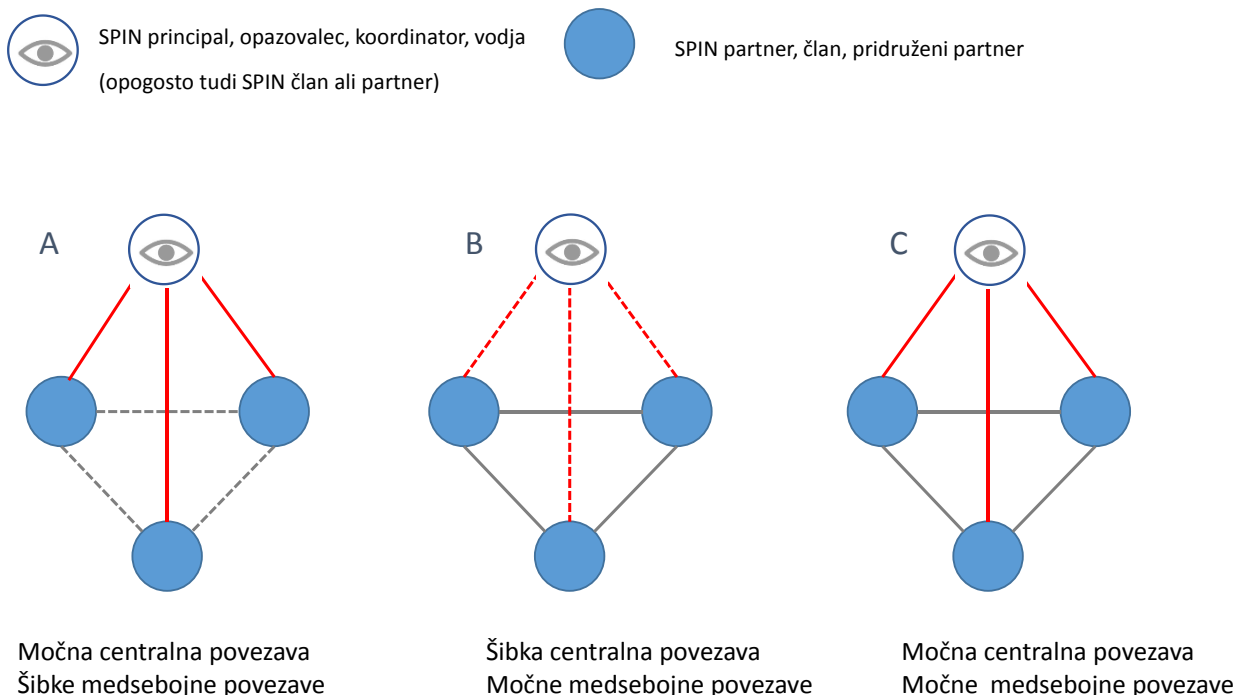 SPIN principal, opazovalec, koordinator, vodja
(opogosto tudi SPIN član ali partner)
SPIN partner, član, pridruženi partner
A
B
C
Močna centralna povezava
Šibke medsebojne povezave
Šibka centralna povezava
Močne medsebojne povezave
Močna centralna povezava
Močne  medsebojne povezave